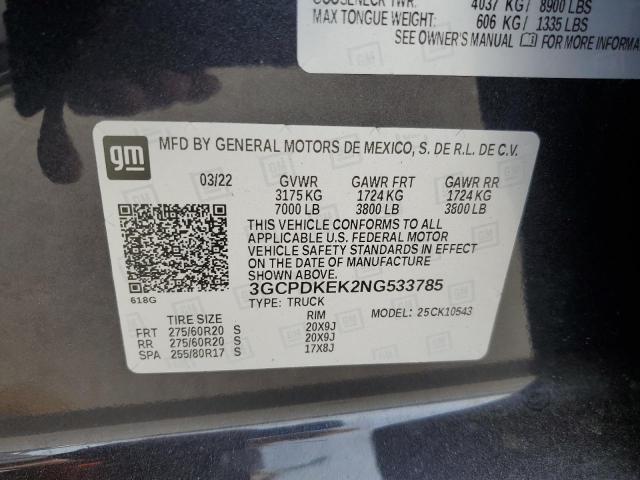 GOOSENECK TWR: 4037 KG / 8900 LBS
MAX TONGUE WEIGHT: 606 KG / 1335 LBS
SEE OWNER'S MANUAL FOR MORE INFORMA
gm
MFD BY GENERAL MOTORS DE MEXICO, S. DE R.L. DE C.V.
03/22 GVWR GAWR FRT GAWR RR
3175 KG 1724 KG 1724 KG
7000 LB 3800 LB 3800 LB
THIS VEHICLE CONFORMS TO ALL
APPLICABLE U.S. FEDERAL MOTOR
VEHICLE SAFETY STANDARDS IN EFFECT
ON THE DATE OF MANUFACTURE
SHOWN ABOVE.
3GCPDKEK2NG533785
618G
TYPE: TRUCK MODEL: 25CK10543
TIRE SIZE RIM
FRT 275/60R20 S 20X9J
RR 275/60R20 S 20X9J
SPA 255/80R17 S 17X8J